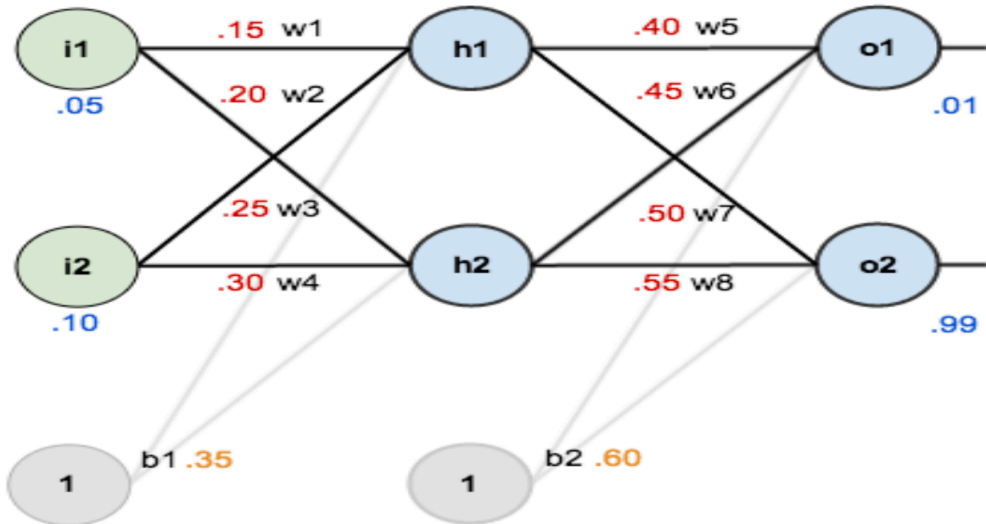 i1 .15 w1 h1 .40 w5 o1
.05 .20 w2 .45 w6 .01
.25 w3 .50 w7
i2 .30 w4 h2 .55 w8 o2
.10 .99
b1 .35 b2 .60
1 1